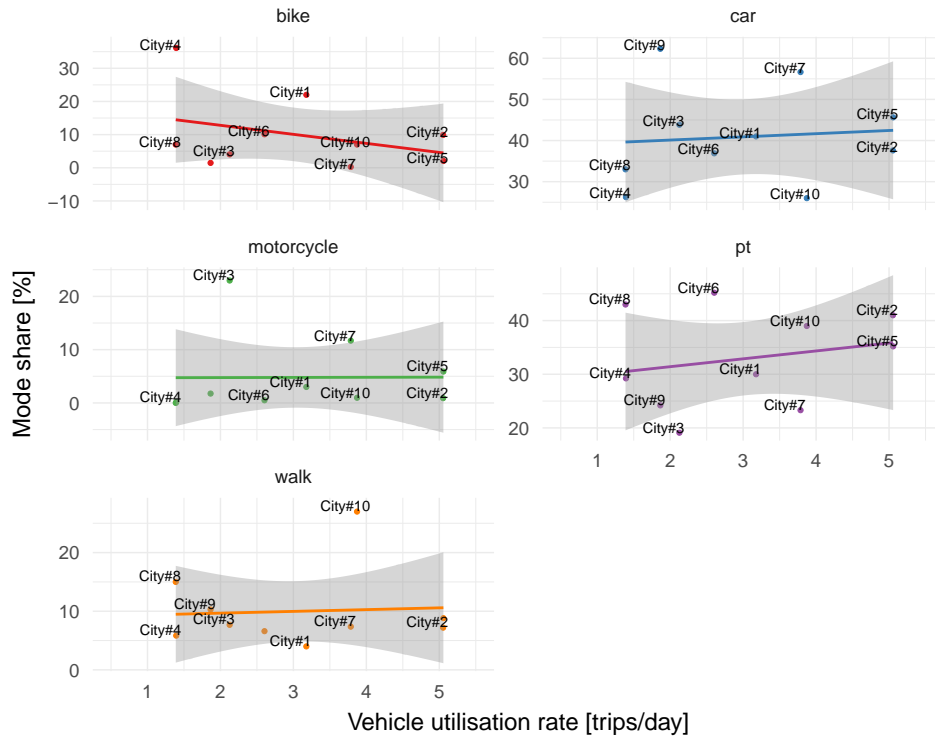 bike
car
City#4
City#1
City#6
City#8
City#3
City#10
City#2
City#7
City#5
30
20
10
0
−10
City#9
City#7
City#3
City#5
City#1
City#6
City#2
City#8
City#4
City#10
60
50
40
30
motorcycle
pt
City#3
City#7
City#5
City#1
City#4
City#6
City#10
City#2
20
10
0
City#6
City#8
City#2
City#10
City#5
City#4
City#1
City#9
City#7
City#3
40
30
20
1 2 3 4 5
walk
City#10
City#8
City#9
City#3
City#7
City#2
City#4
City#1
20
10
0
1 2 3 4 5
Mode share [%]
Vehicle utilisation rate [trips/day]